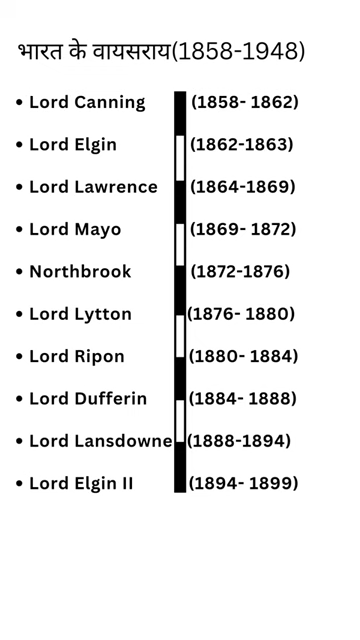 भारत के वायसराय(1858-1948)
• Lord Canning (1858- 1862)
• Lord Elgin (1862-1863)
• Lord Lawrence (1864-1869)
• Lord Mayo (1869- 1872)
• Northbrook (1872-1876)
• Lord Lytton (1876- 1880)
• Lord Ripon (1880- 1884)
• Lord Dufferin (1884- 1888)
• Lord Lansdowne (1888-1894)
• Lord Elgin II (1894- 1899)